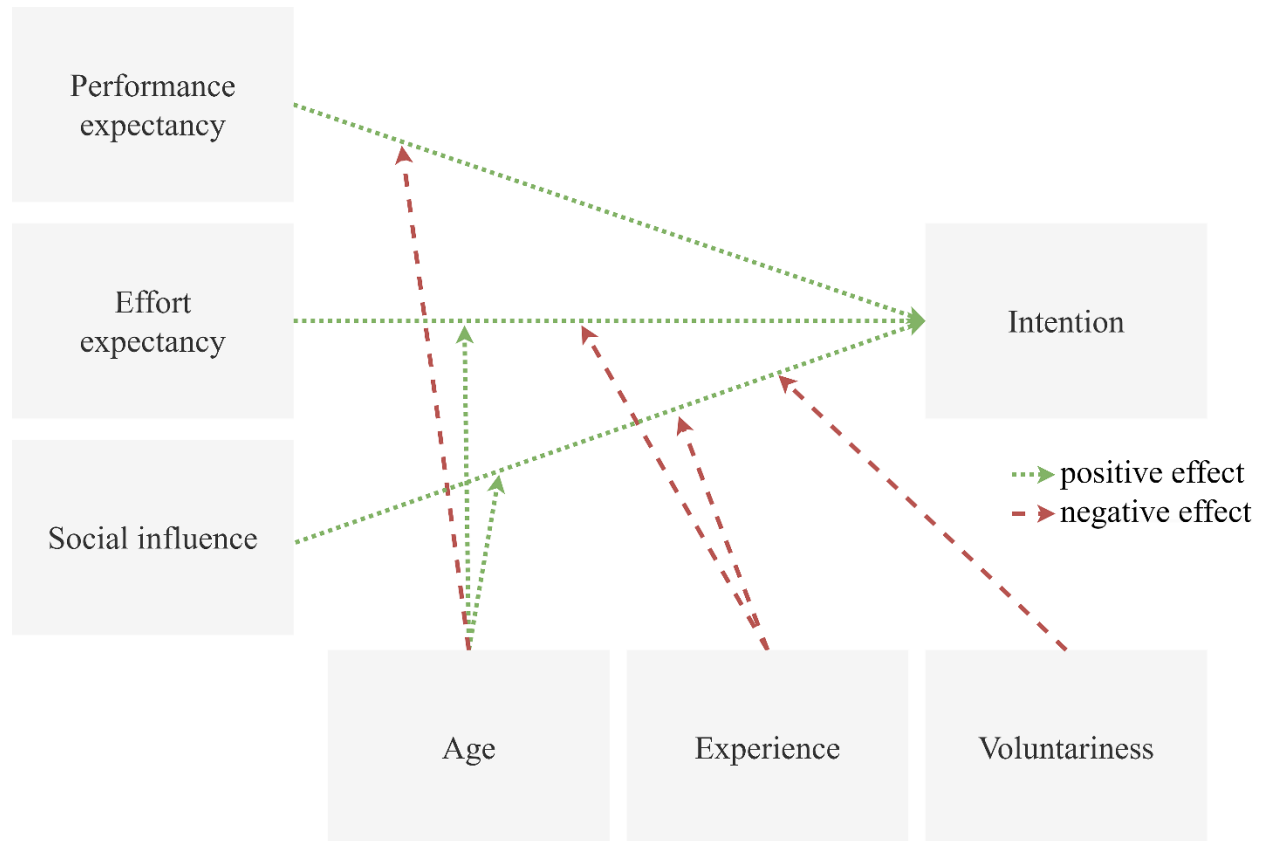 Performance
expectancy
Effort
expectancy
Intention
Social influence
positive effect
negative effect
Age
Experience
Voluntariness